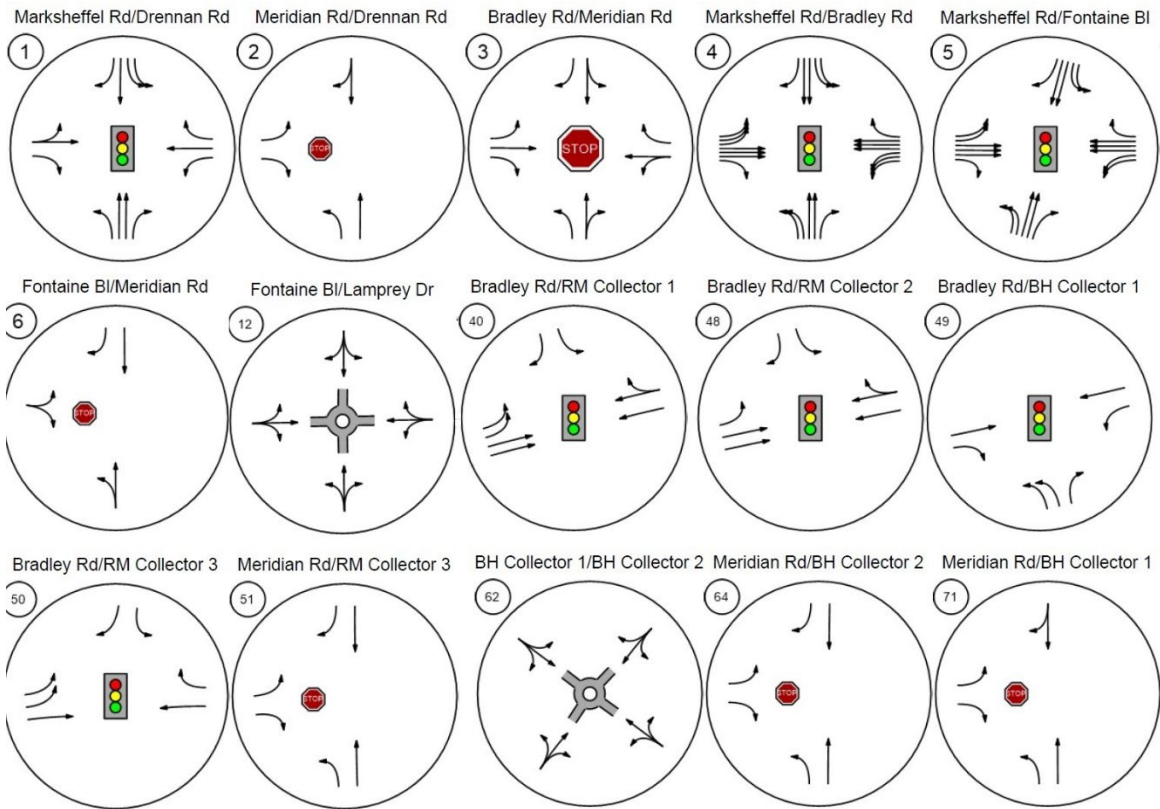 Marksheffel Rd/Drennan Rd
Meridian Rd/Drennan Rd
Bradley Rd/Meridian Rd
Marksheffel Rd/Bradley Rd
Marksheffel Rd/Fontaine Bl
1
2
3
4
5
STOP
STOP
Fontaine Bl/Meridian Rd
Fontaine Bl/Lamprey Dr
Bradley Rd/RM Collector 1
Bradley Rd/RM Collector 2
Bradley Rd/BH Collector 1
6
12
40
48
49
STOP
Bradley Rd/RM Collector 3
Meridian Rd/RM Collector 3
BH Collector 1/BH Collector 2
Meridian Rd/BH Collector 2
Meridian Rd/BH Collector 1
50
51
62
64
71
STOP
STOP
STOP